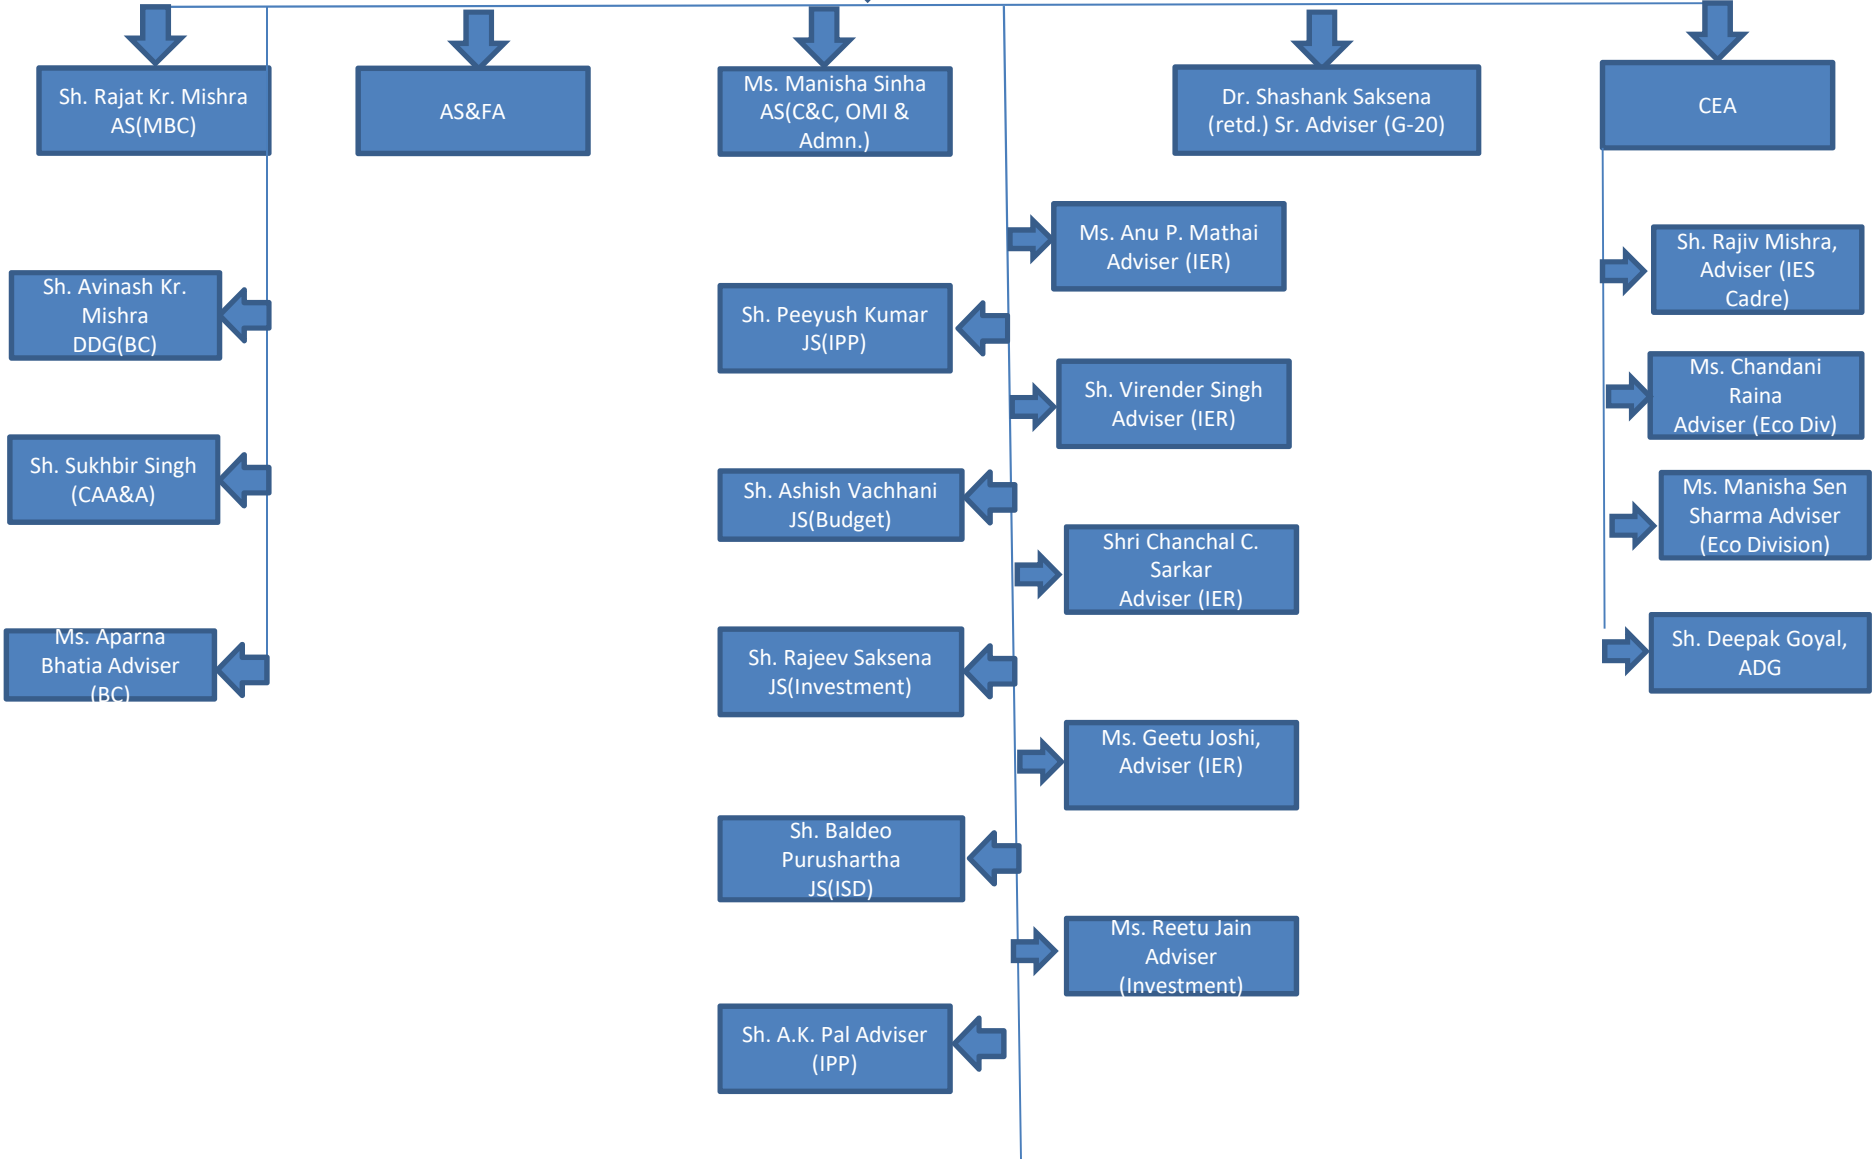 Sh. Rajat Kr. Mishra
AS(MBC)
AS&FA
Ms. Manisha Sinha
AS(C&C, OMI &
Admn.)
Dr. Shashank Saksena
(retd.) Sr. Adviser (G-20)
CEA
Sh. Avinash Kr.
Mishra
DDG(BC)
Sh. Sukhbir Singh
(CAA&A)
Ms. Aparna
Bhatia Adviser
(BC)
Sh. Peeyush Kumar
JS(IPP)
Sh. Ashish Vachhani
JS(Budget)
Sh. Rajeev Saksena
JS(Investment)
Sh. Baldeo
Purushartha
JS(ISD)
Sh. A.K. Pal Adviser
(IPP)
Ms. Anu P. Mathai
Adviser (IER)
Sh. Virender Singh
Adviser (IER)
Shri Chanchal C.
Sarkar
Adviser (IER)
Ms. Geetu Joshi,
Adviser (IER)
Ms. Reetu Jain
Adviser
(Investment)
Sh. Rajiv Mishra,
Adviser (IES
Cadre)
Ms. Chandani
Raina
Adviser (Eco Div)
Ms. Manisha Sen
Sharma Adviser
(Eco Division)
Sh. Deepak Goyal,
ADG